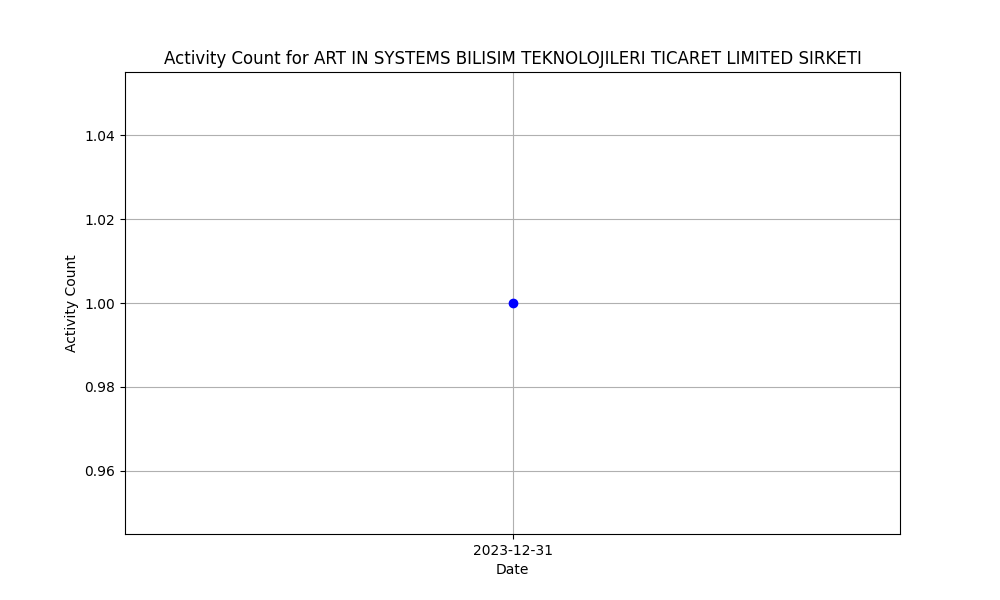 Activity Count for ART IN SYSTEMS BILISIM TEKNOLOJILERI TICARET LIMITED SIRKETI
1.04
1.02
1.00
0.98
0.96
Activity Count
2023-12-31
Date